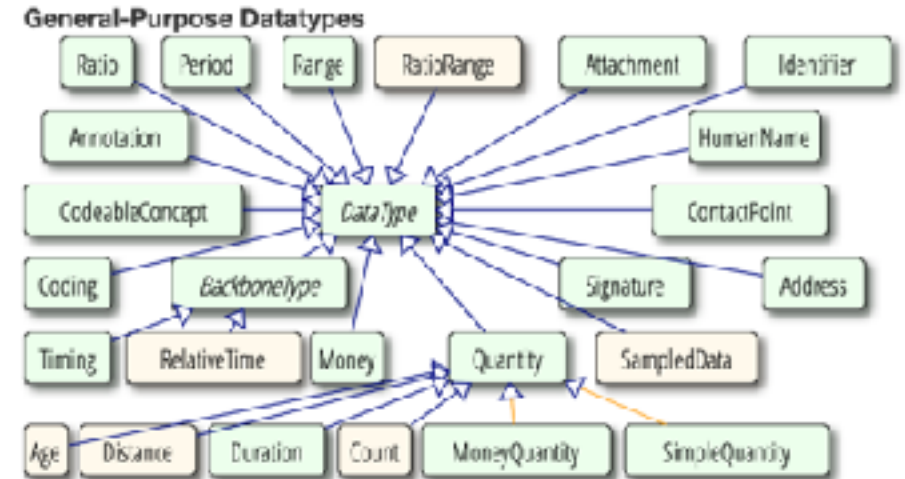 General-Purpose Datatypes
Ratio Period Range RatioRange Attachment Identifier
Annotation HumanName
CodeableConcept DataType ContactPoint
Coding BackboneType Signature Address
Timing RelativeTime Money Quantity SampledData
Age Distance Duration Count MoneyQuantity SimpleQuantity